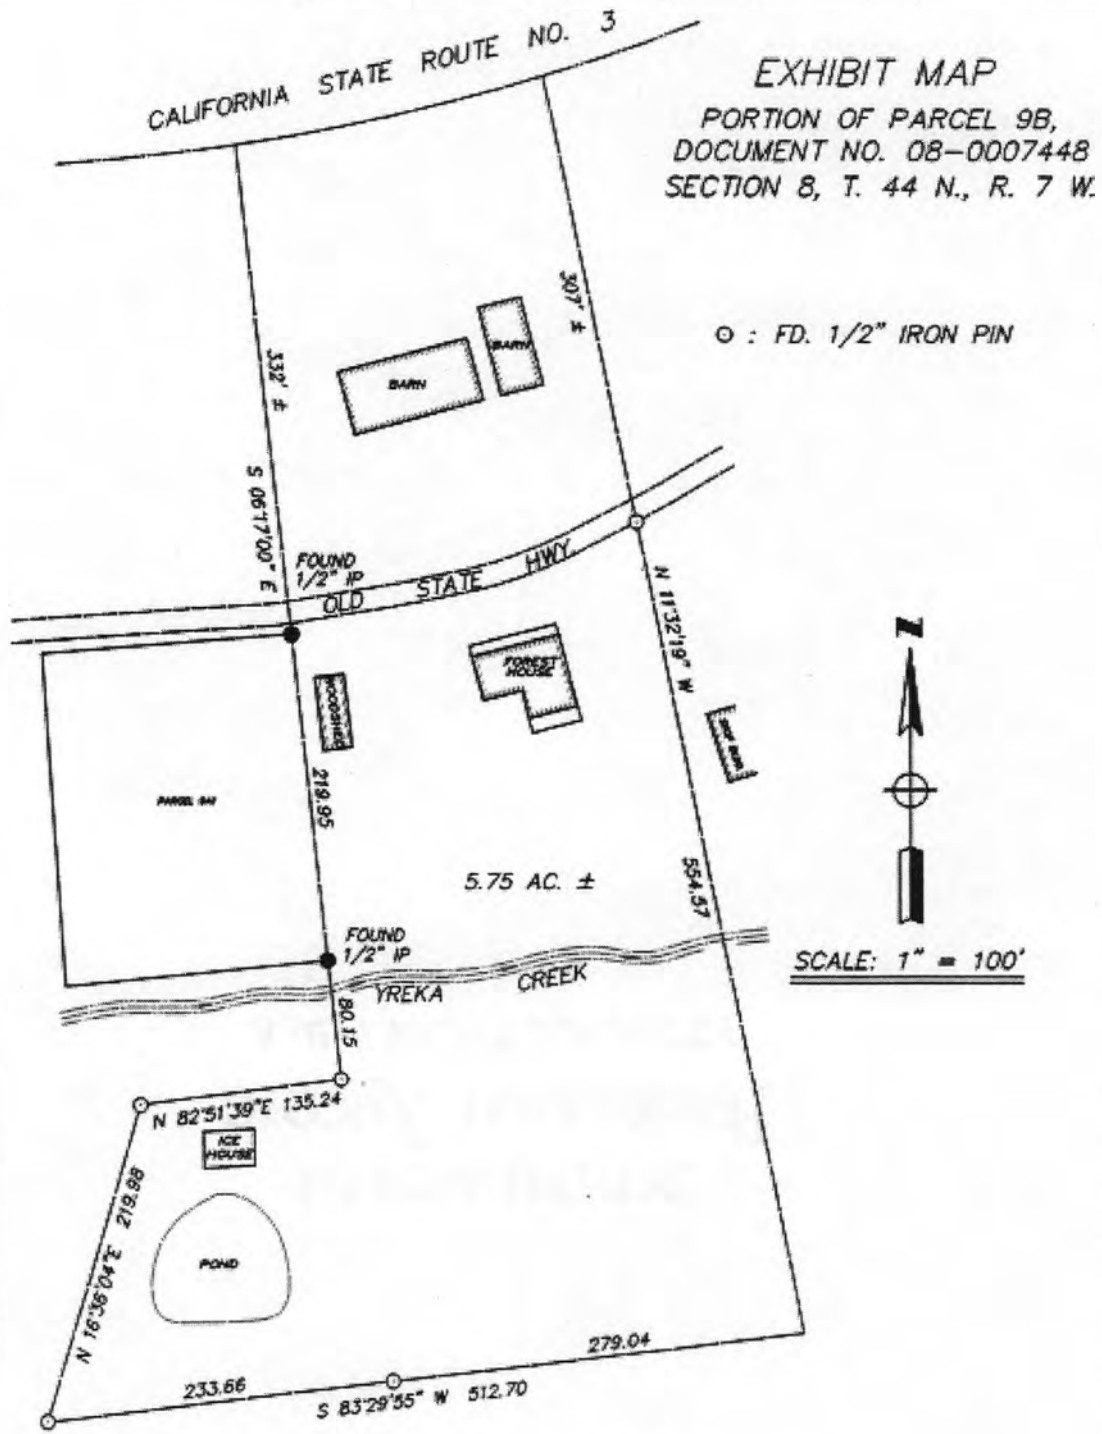 CALIFORNIA STATE ROUTE NO. 3
EXHIBIT MAP
PORTION OF PARCEL 9B,
DOCUMENT NO. 08-0007448
SECTION 8, T. 44 N., R. 7 W.
⊙ : FD. 1/2" IRON PIN
307' ±
332' ±
BARN
BARN
S 06°17'00" E
FOUND
1/2" IP
OLD STATE HWY.
N 11°32'19" W
FOREST
HOUSE
WOODSHED
219.95
PARCEL
5.75 AC. ±
554.57
N
SCALE: 1" = 100'
FOUND
1/2" IP
YREKA CREEK
80.15
N 82°51'39"E 135.24
ICE
HOUSE
N 16°36'04"E 219.98
POND
279.04
233.66
S 83°29'55" W 512.70